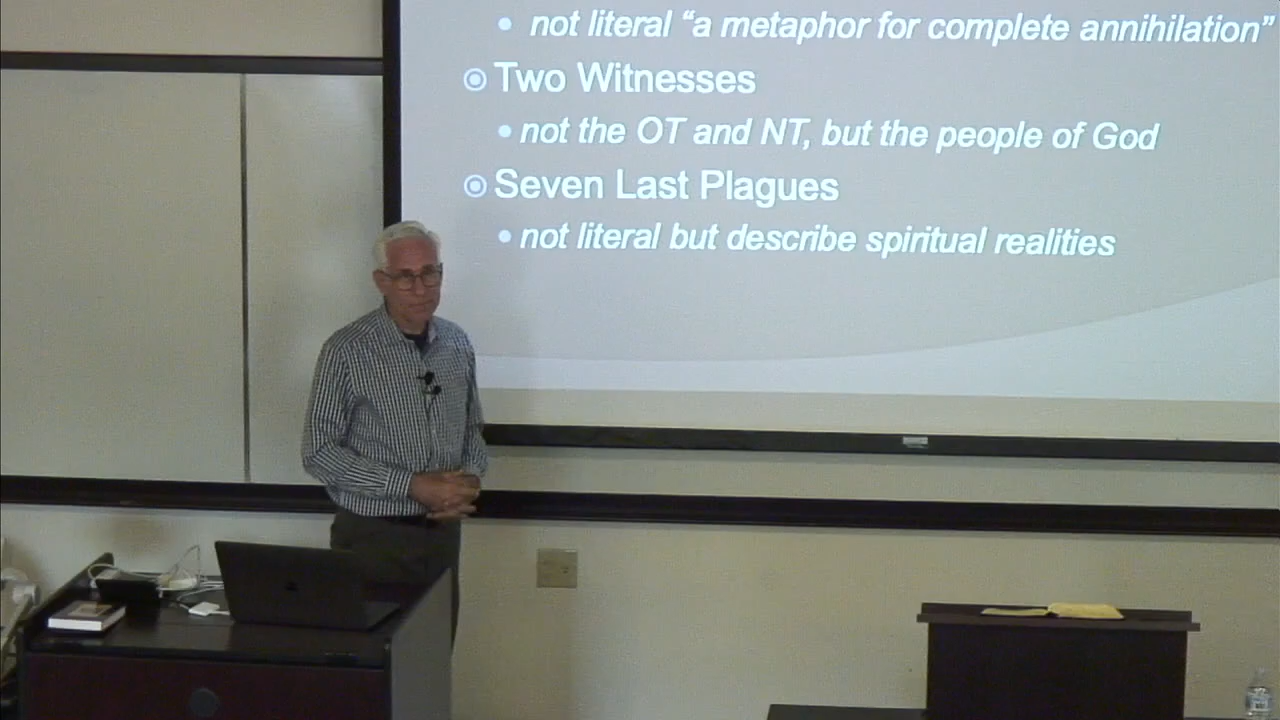 • not literal “a metaphor for complete annihilation”
Two Witnesses
• not the OT and NT, but the people of God
Seven Last Plagues
• not literal but describe spiritual realities